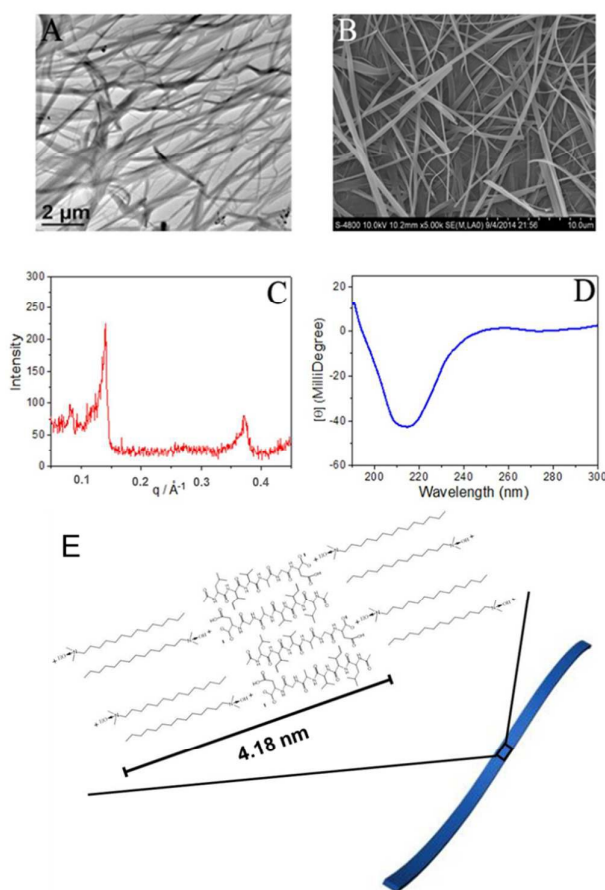 A
2 μm
B
S-4800 10.0kV 10.2mm x5.00k SE(M,LA0) 9/4/2014 21:56
10.0um
C
Intensity
300
250
200
150
100
50
0
0.1
0.2
0.3
0.4
q / Å⁻¹
D
[θ] (MilliDegree)
20
0
-20
-40
-60
200
220
240
260
280
300
Wavelength (nm)
E
4.18 nm